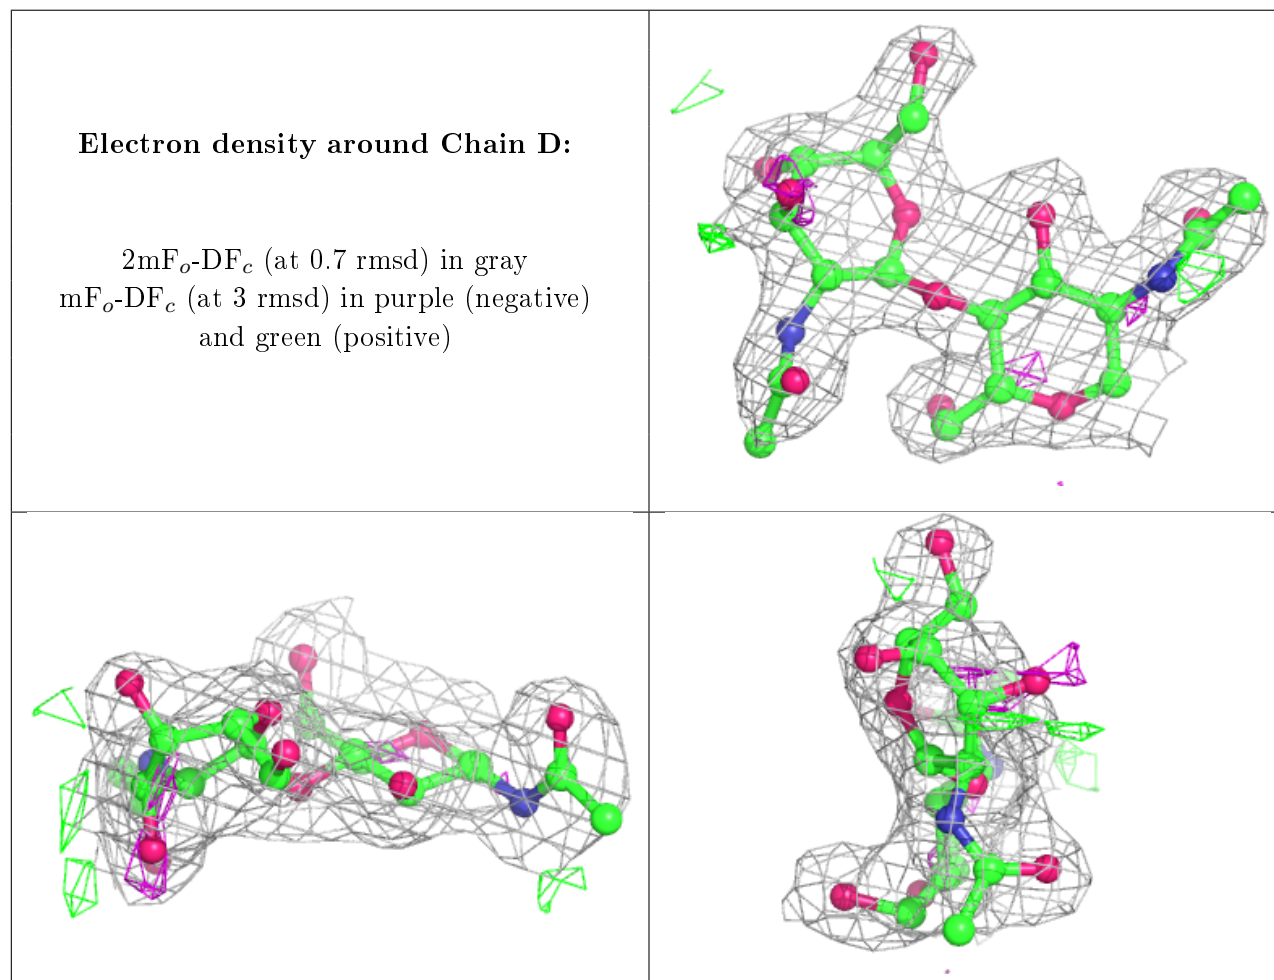 Electron density around Chain D:
2mFo-DFc (at 0.7 rmsd) in gray
mFo-DFc (at 3 rmsd) in purple (negative)
and green (positive)